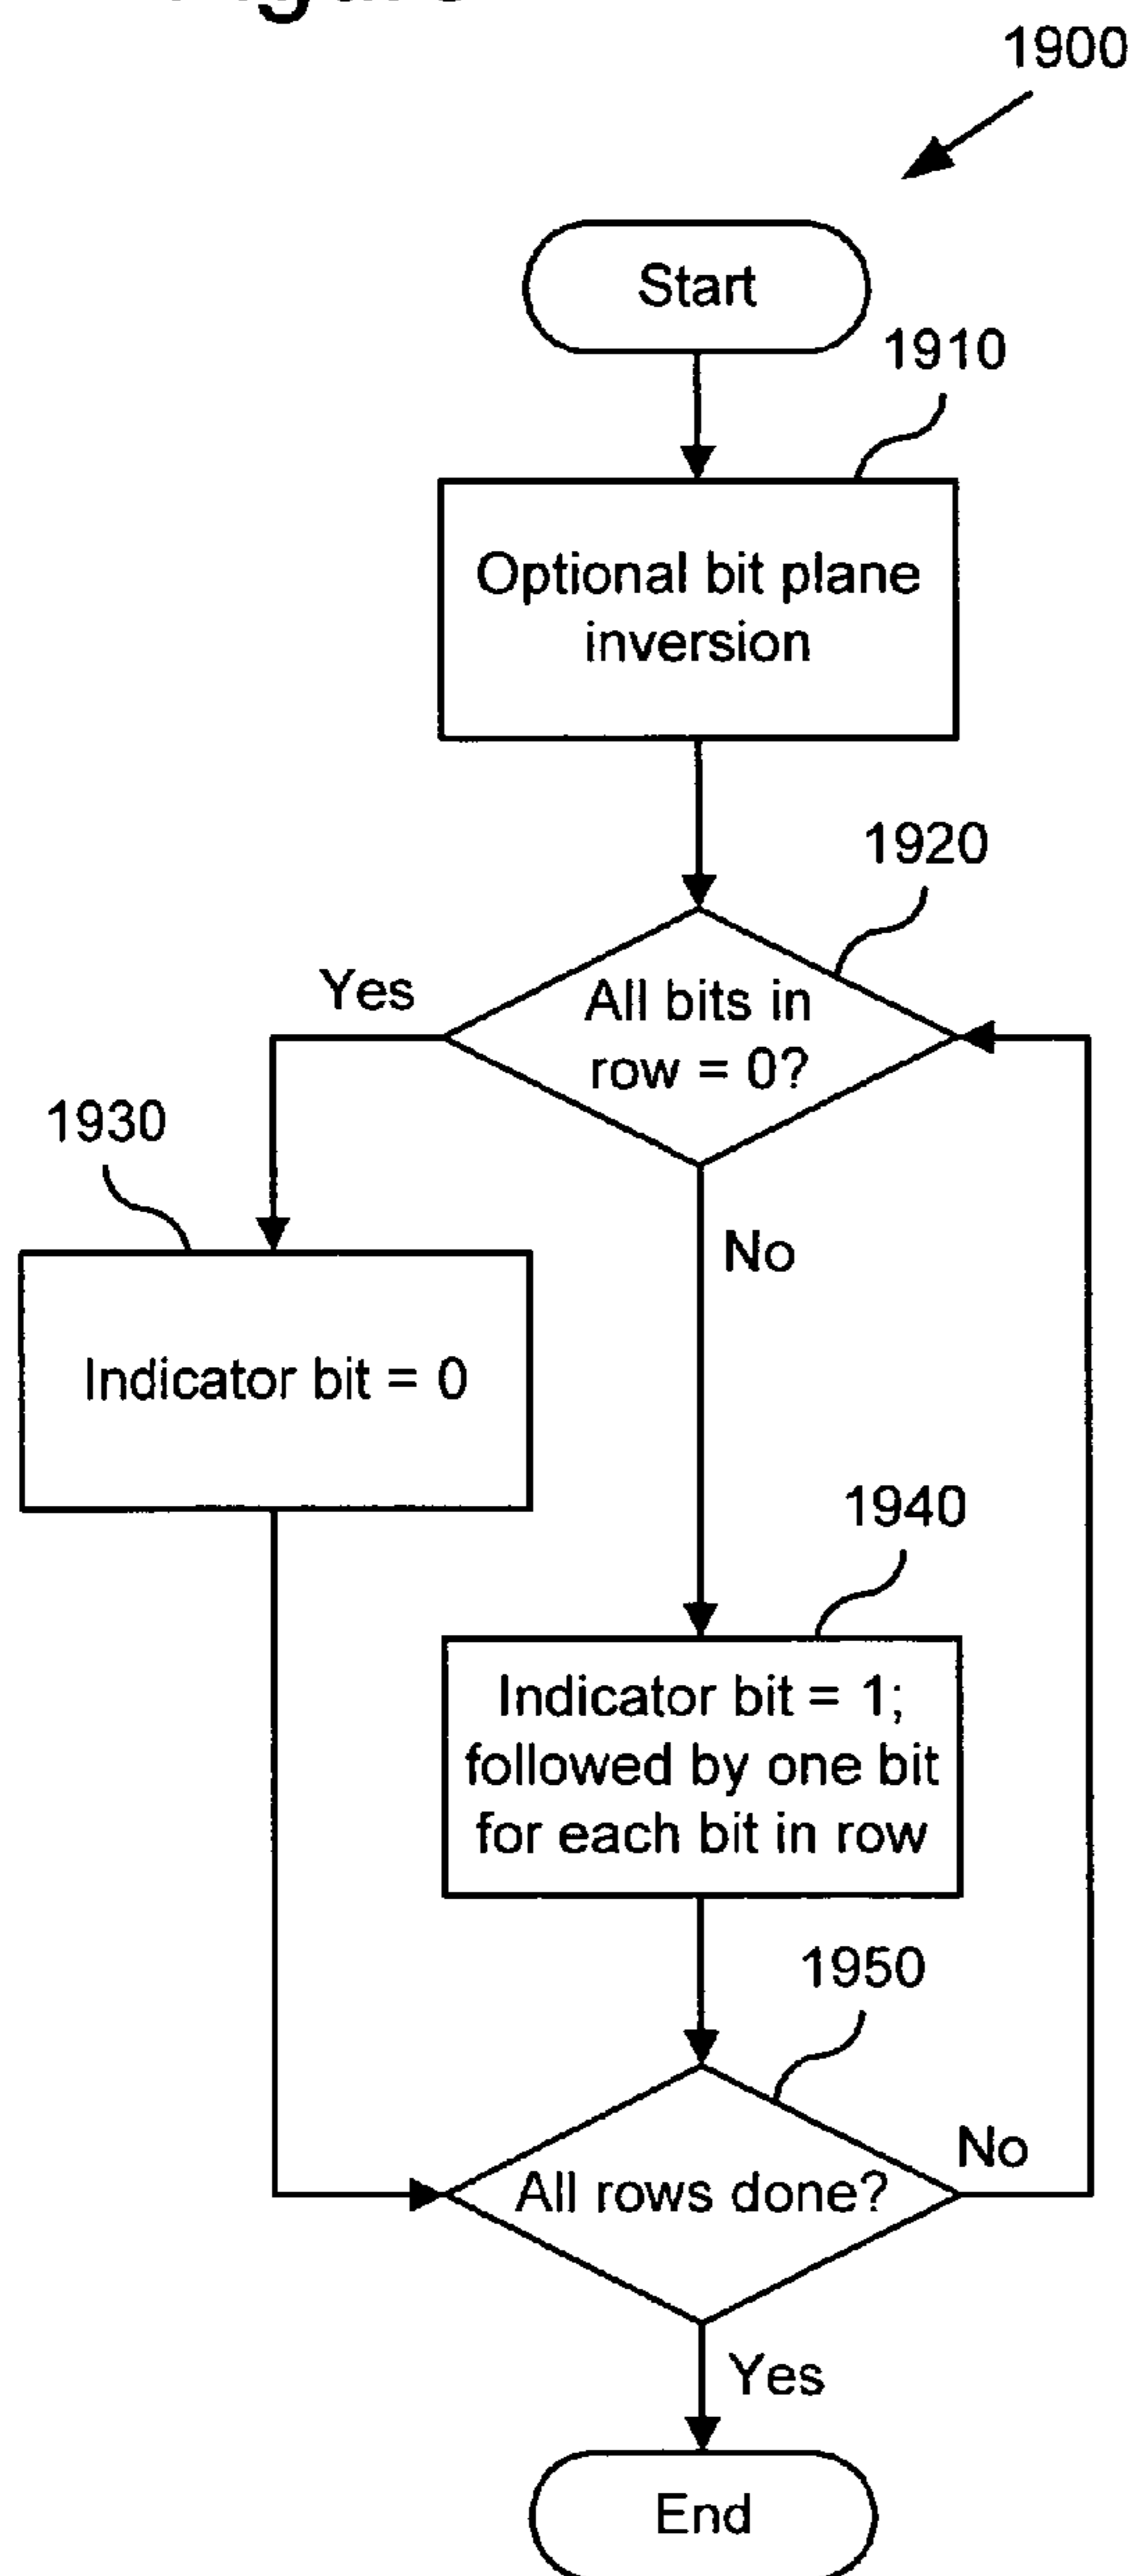 1900
Start
1910
Optional bit plane
inversion
1920
Yes
All bits in
row = 0?
1930
No
Indicator bit = 0
1940
Indicator bit = 1;
followed by one bit
for each bit in row
1950
No
All rows done?
Yes
End